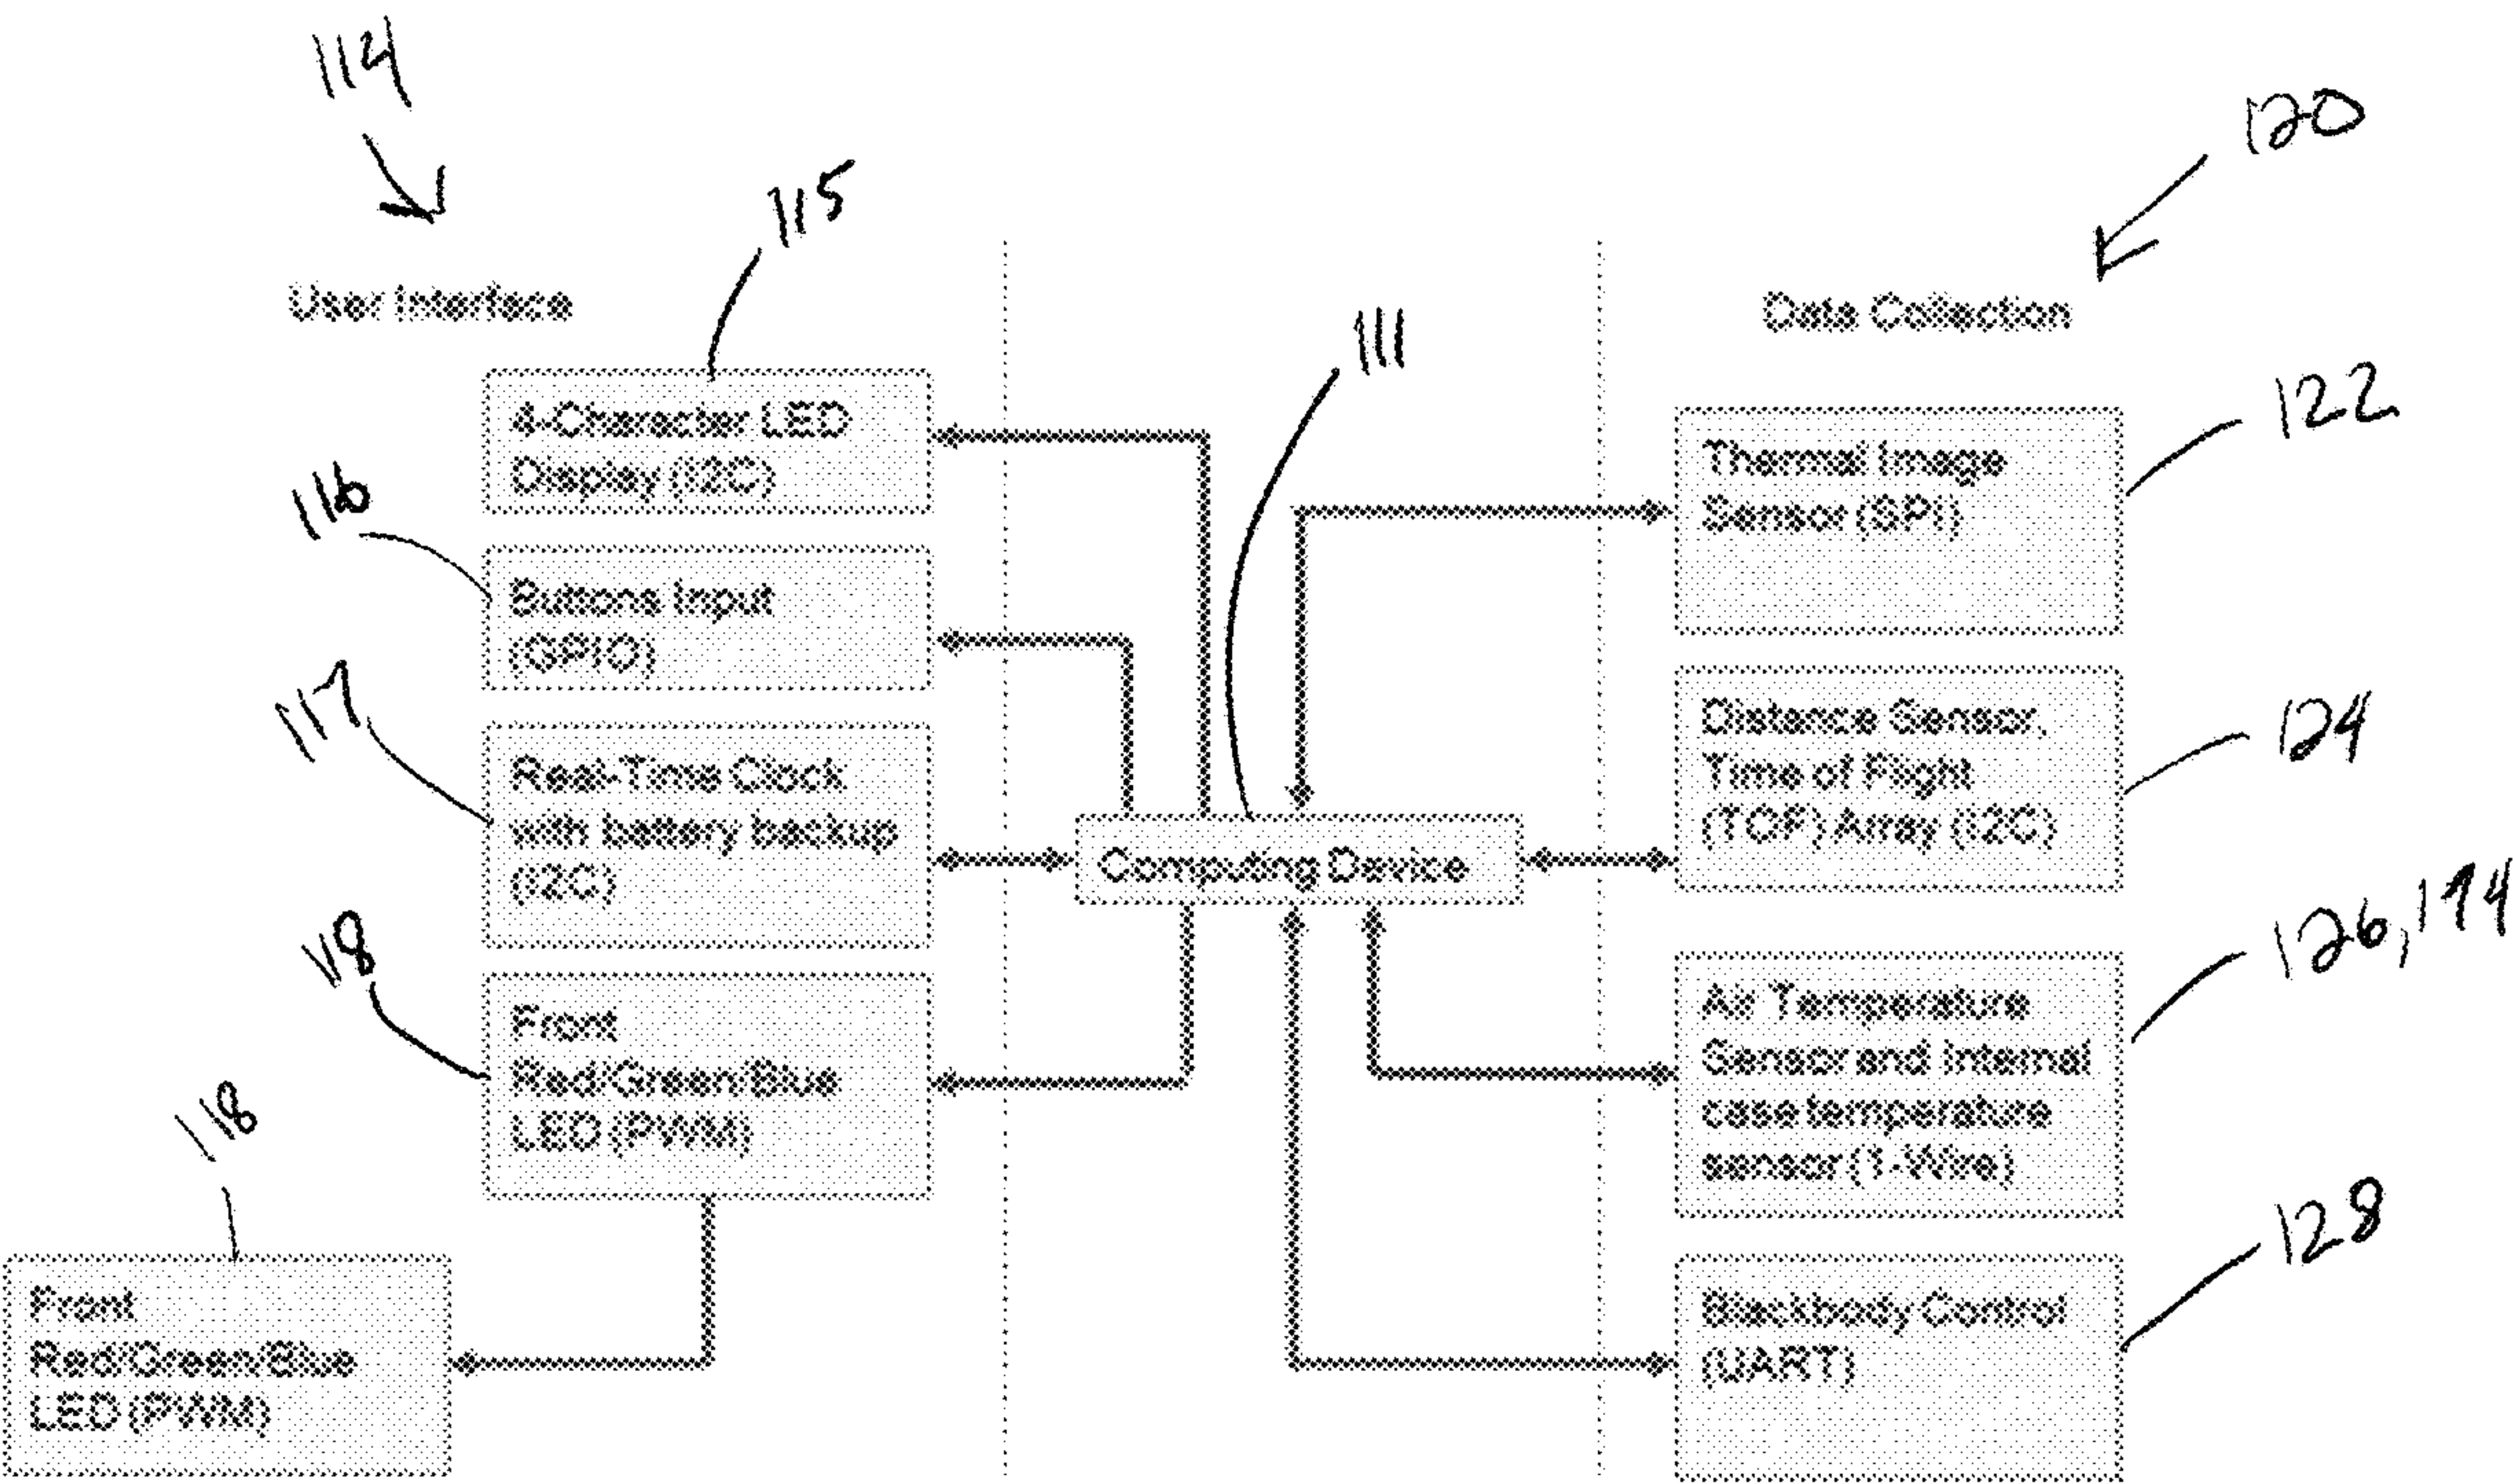 114
120
115
User Interface
111
Data Collection
4-Character LED
Display (I2C)
122
Thermal Image
Sensor (SPI)
116
Buttons Input
(GPIO)
117
124
Distance Sensor,
Time of Flight
(TOF) Array (I2C)
Real-Time Clock
with battery backup
(I2C)
Computing Device
118
Front
Red/Green/Blue
LED (PWM)
126, 174
Air Temperature
Sensor and Internal
case temperature
sensor (1-Wire)
118
Front
Red/Green/Blue
LED (PWM)
128
Blackbody Control
(UART)